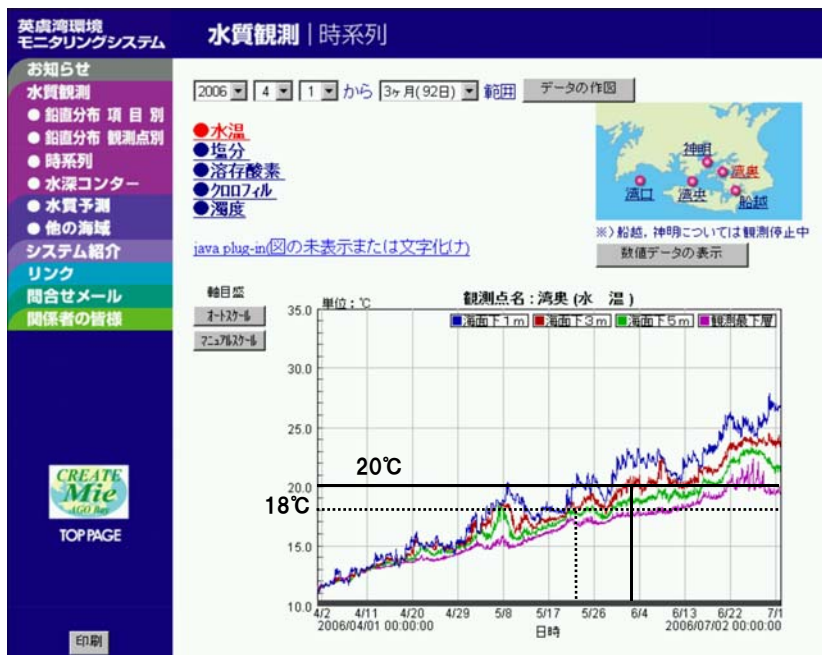 英虞湾環境
モニタリングシステム
水質観測｜時系列
お知らせ
水質観測
● 鉛直分布 項 目 別
● 鉛直分布 観測点別
● 時系列
● 水深コンター
● 水質予測
● 他の海域
システム紹介
リンク
問合せメール
関係者の皆様
CREATE
Mie
AGO Bay
TOP PAGE
印刷
2006 4 1 から 3ヶ月(92日) 範囲 データの作図
●水温
●塩分
●溶存酸素
●クロロフィル
●濁度
java plug-in(図の未表示または文字化け)
神明
湾奥
湾口
湾央
船越
※)船越，神明については観測停止中
数値データの表示
軸目盛
オートスケール
マニュアルスケール
単位：℃
観測点名：湾奥 (水　温 )
海面下１ｍ 海面下３ｍ 海面下５ｍ 観測最下層
35.0
30.0
25.0
20℃
20.0
18℃
15.0
10.0
4/2 4/11 4/20 4/29 5/8 5/17 5/26 6/4 6/13 6/22 7/1
2006/04/01 00:00:00 2006/07/02 00:00:00
日時